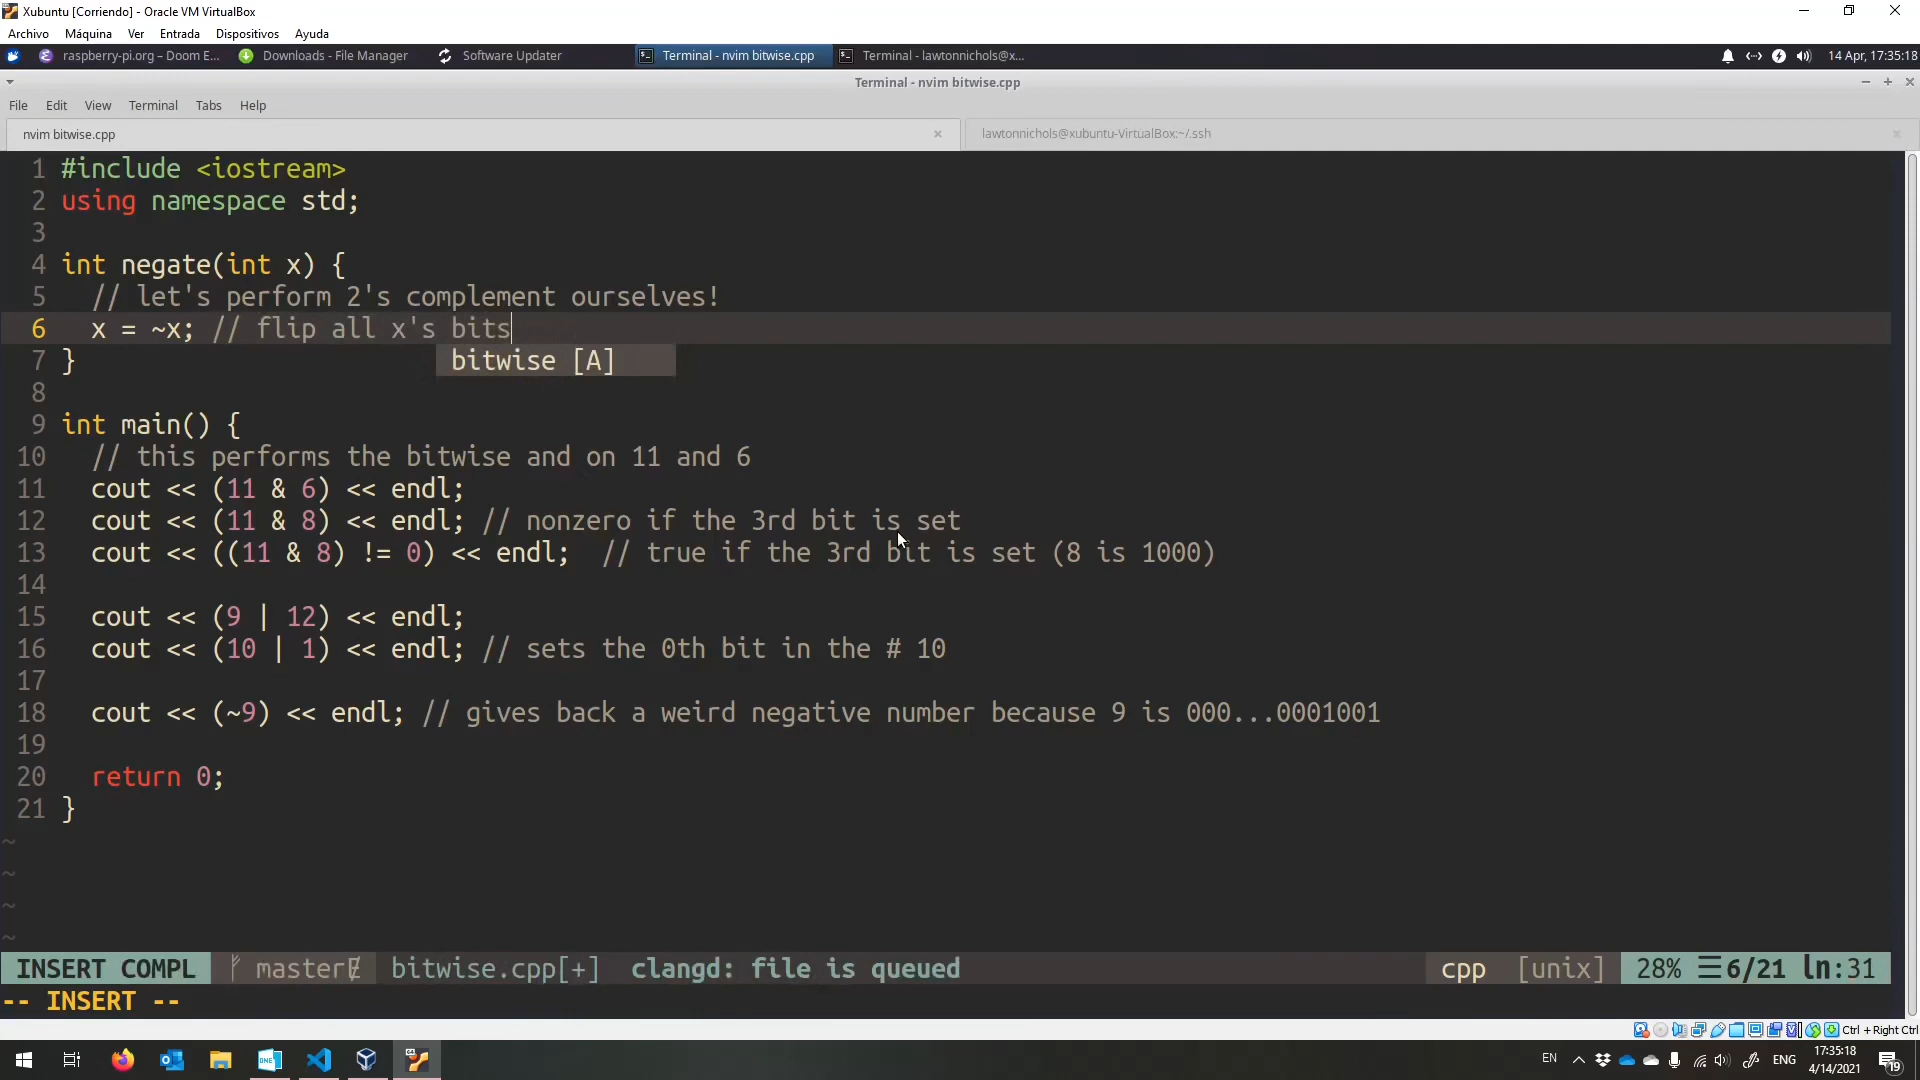 Xubuntu [Corriendo] - Oracle VM VirtualBox
Archivo Máquina Ver Entrada Dispositivos Ayuda
raspberry-pi.org – Doom E... Downloads - File Manager Software Updater Terminal - nvim bitwise.cpp Terminal - lawtonnichols@x... 14 Apr, 17:35:18
Terminal - nvim bitwise.cpp
File Edit View Terminal Tabs Help
nvim bitwise.cpp lawtonnichols@xubuntu-VirtualBox:~/.ssh
1 #include <iostream>
2 using namespace std;
3
4 int negate(int x) {
5 // let's perform 2's complement ourselves!
6 x = ~x; // flip all x's bits
7 }
bitwise [A]
8
9 int main() {
10 // this performs the bitwise and on 11 and 6
11 cout << (11 & 6) << endl;
12 cout << (11 & 8) << endl; // nonzero if the 3rd bit is set
13 cout << ((11 & 8) != 0) << endl; // true if the 3rd bit is set (8 is 1000)
14
15 cout << (9 | 12) << endl;
16 cout << (10 | 1) << endl; // sets the 0th bit in the # 10
17
18 cout << (~9) << endl; // gives back a weird negative number because 9 is 000...0001001
19
20 return 0;
21 }
~
~
~
~
INSERT COMPL master bitwise.cpp[+] clangd: file is queued cpp [unix] 28% ☰6/21 ln:31
-- INSERT --
Ctrl + Right Ctrl
EN ENG 17:35:18
4/14/2021
19